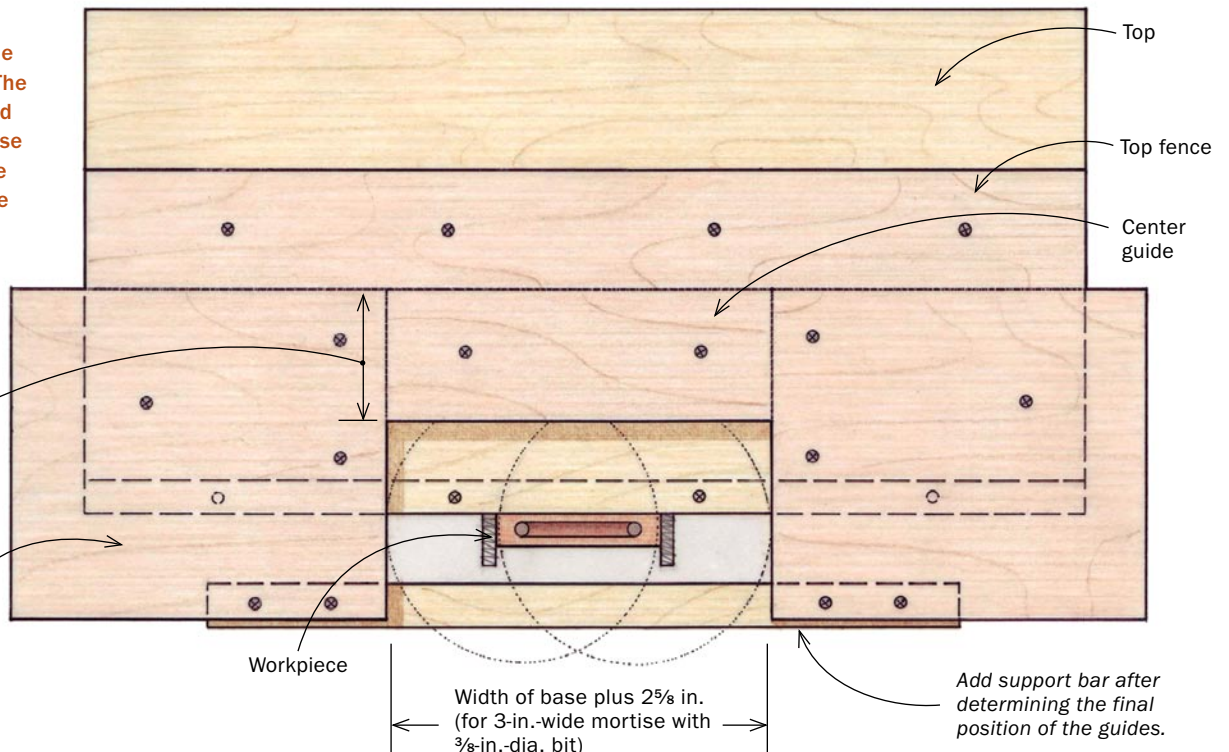 Top
Top fence
Center
guide
Workpiece
Width of base plus 2⅝ in.
(for 3-in.-wide mortise with
⅜-in.-dia. bit)
Add support bar after
determining the final
position of the guides.